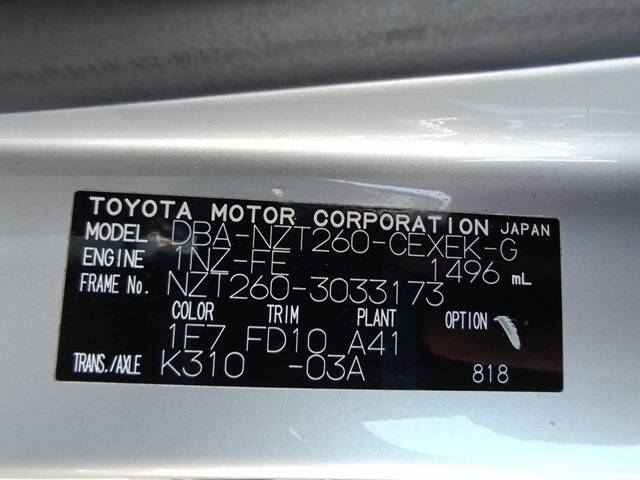 TOYOTA MOTOR CORPORATION JAPAN
MODEL DBA-NZT260-CEXEK-G
ENGINE 1NZ-FE 1496 mL
FRAME No. NZT260-3033173
COLOR TRIM PLANT OPTION
1E7 FD10 A41
TRANS./AXLE K310 -03A 818